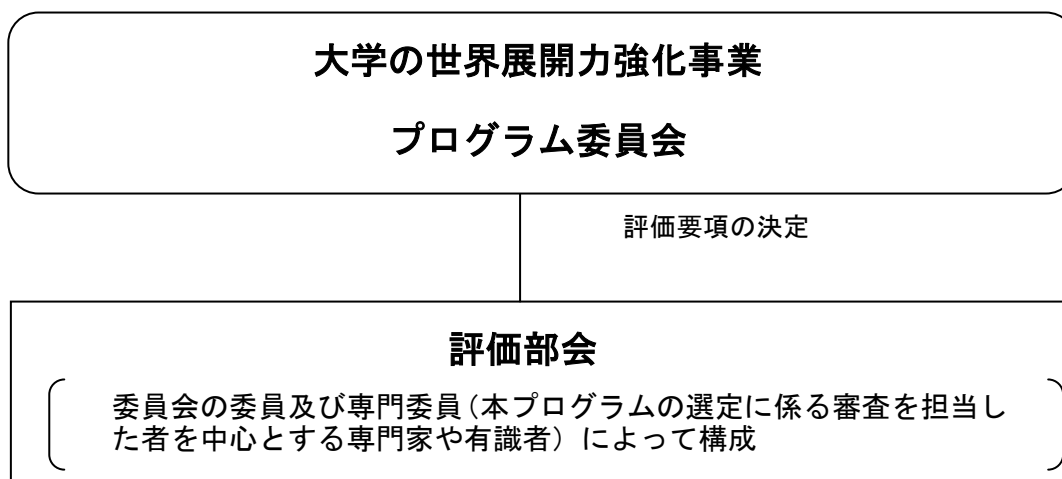 大学の世界展開力強化事業
プログラム委員会
評価要項の決定
評価部会
委員会の委員及び専門委員（本プログラムの選定に係る審査を担当し
た者を中心とする専門家や有識者）によって構成